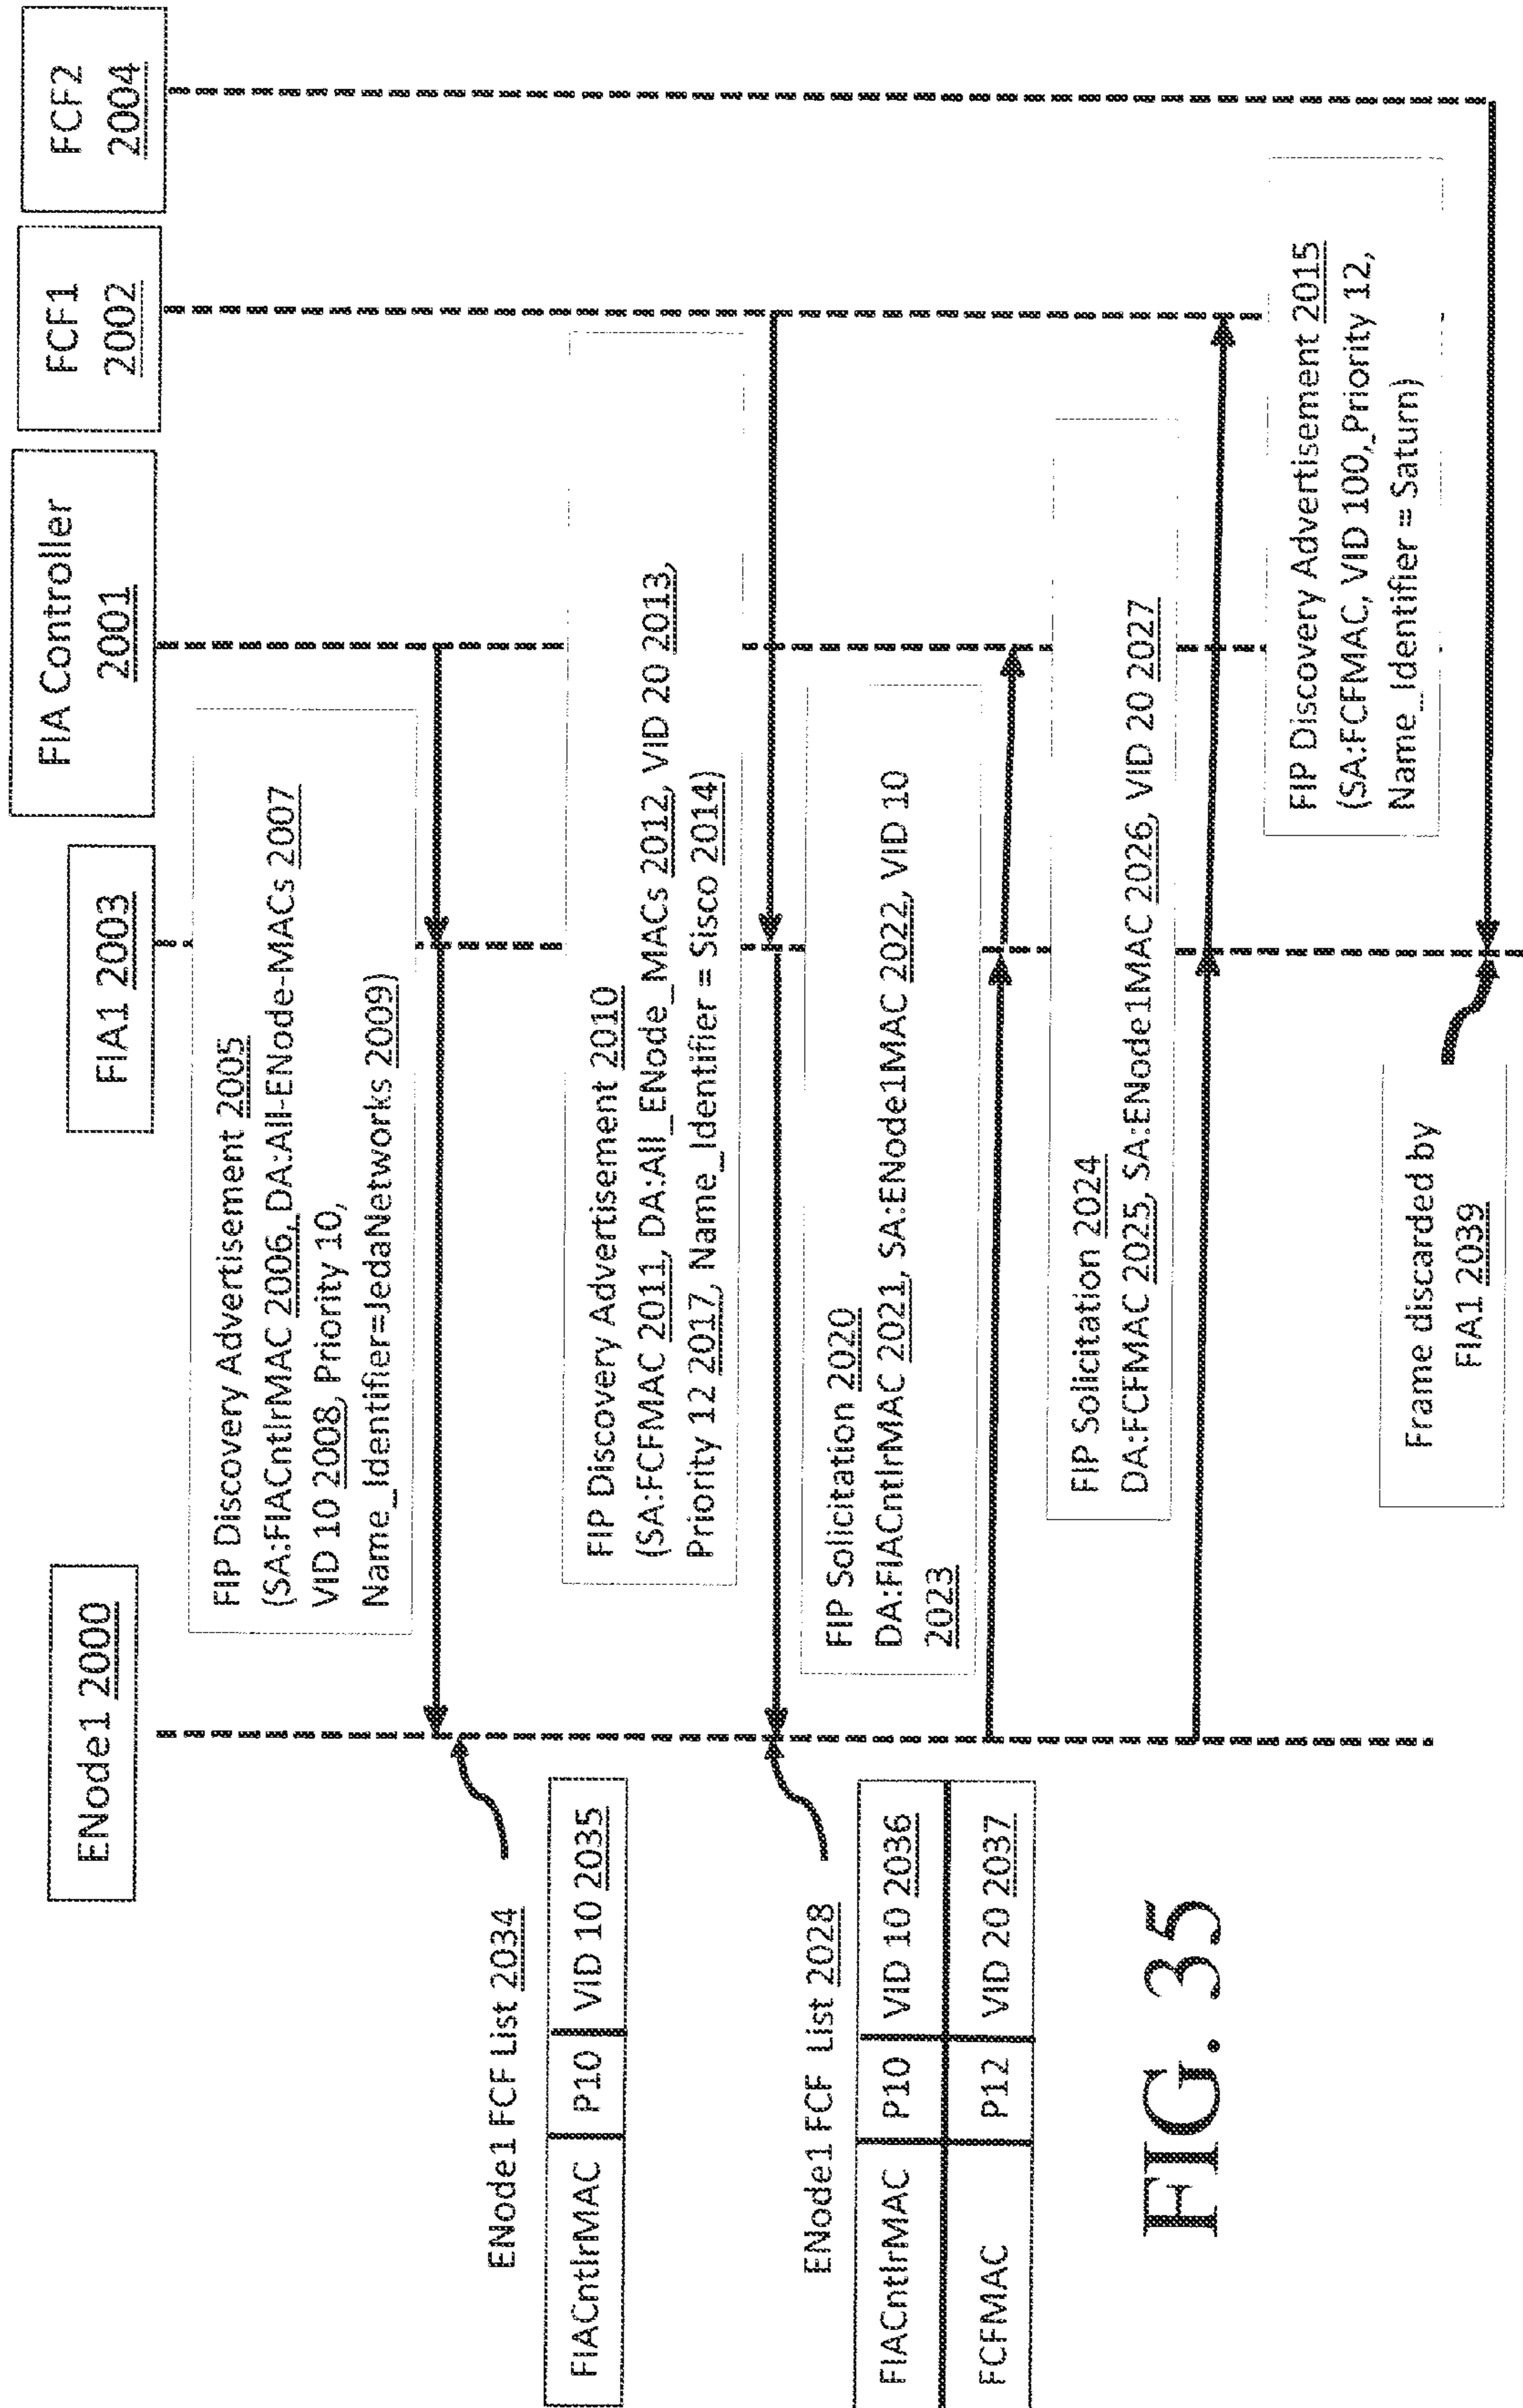 ENode1 2000
FIA1 2003
FIA Controller
2001
FCF1
2002
FCF2
2004
FIP Discovery Advertisement 2005
(SA:FIACntlrMAC 2006, DA:All-ENode-MACs 2007
VID 10 2008, Priority 10,
Name_Identifier=JedaNetworks 2009)
ENode1 FCF List 2034
FIACntlrMAC P10 VID 10 2035
FIP Discovery Advertisement 2010
(SA:FCFMAC 2011, DA:All_ENode_MACs 2012, VID 20 2013,
Priority 12 2017, Name_Identifier = Sisco 2014)
ENode1 FCF List 2028
FIACntlrMAC P10 VID 10 2036
FCFMAC P12 VID 20 2037
FIP Solicitation 2020
DA:FIACntlrMAC 2021, SA:ENode1MAC 2022, VID 10
2023
FIP Solicitation 2024
DA:FCFMAC 2025, SA:ENode1MAC 2026, VID 20 2027
FIP Discovery Advertisement 2015
(SA:FCFMAC, VID 100, Priority 12,
Name_Identifier = Saturn)
Frame discarded by
FIA1 2039
FIG. 35